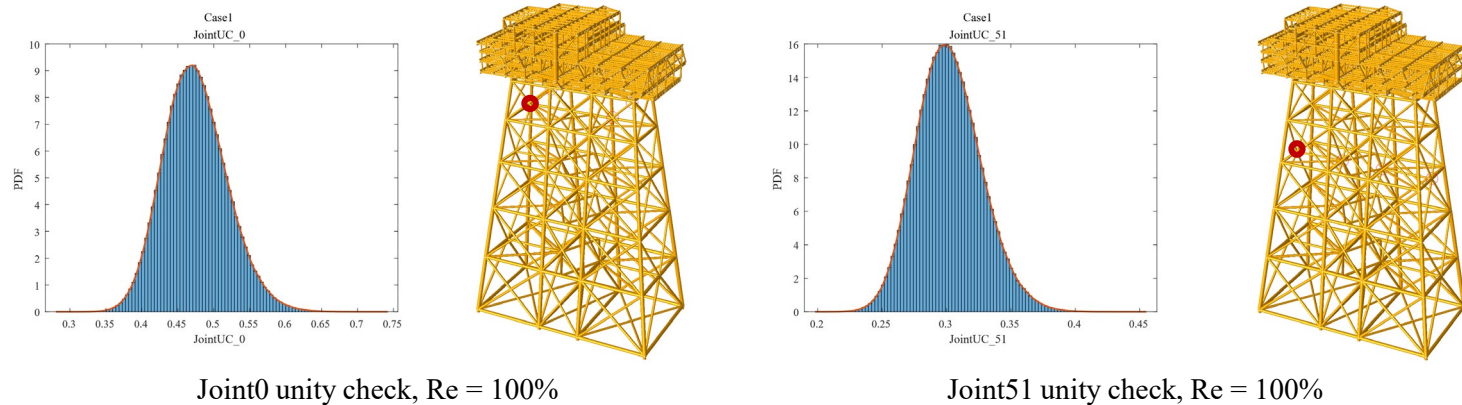 Case1
JointUC_0
10
9
8
7
6
5
4
3
2
1
0
PDF
0.3 0.35 0.4 0.45 0.5 0.55 0.6 0.65 0.7 0.75
JointUC_0
Joint0 unity check, Re = 100%
Case1
JointUC_51
16
14
12
10
8
6
4
2
0
PDF
0.2 0.25 0.3 0.35 0.4 0.45
JointUC_51
Joint51 unity check, Re = 100%